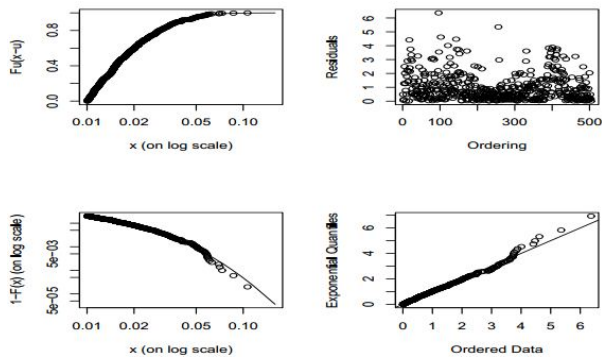 Fu(x−u)
0.0 0.4 0.8
0.01 0.02 0.05 0.10
x (on log scale)
Residuals
0 1 2 3 4 5 6
0 100 300 500
Ordering
1−F(x) (on log scale)
5e−05 5e−03
0.01 0.02 0.05 0.10
x (on log scale)
Exponential Quantiles
0 2 4 6
0 1 2 3 4 5 6
Ordered Data